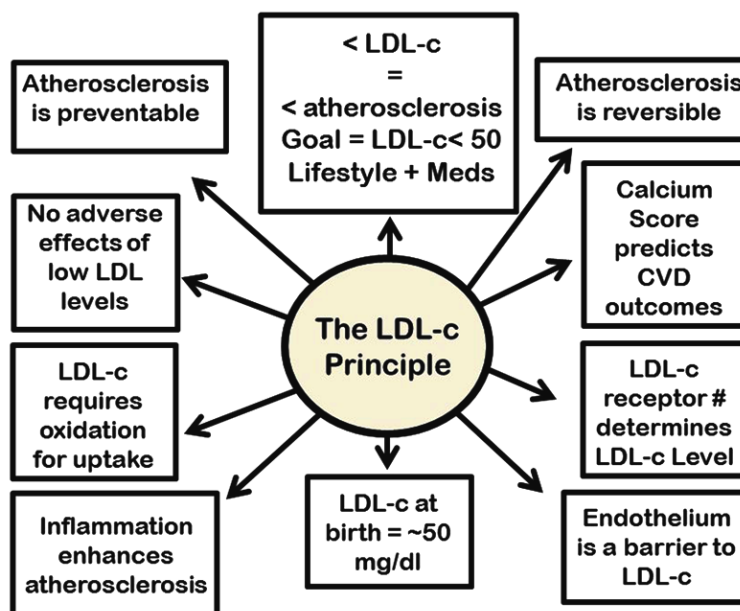 Atherosclerosis
is preventable
< LDL-c
=
< atherosclerosis
Goal = LDL-c< 50
Lifestyle + Meds
Atherosclerosis
is reversible
No adverse
effects of
low LDL
levels
Calcium
Score
predicts
CVD
outcomes
The LDL-c
Principle
LDL-c
requires
oxidation
for uptake
LDL-c
receptor #
determines
LDL-c Level
Inflammation
enhances
atherosclerosis
LDL-c at
birth = ~50
mg/dl
Endothelium
is a barrier to
LDL-c